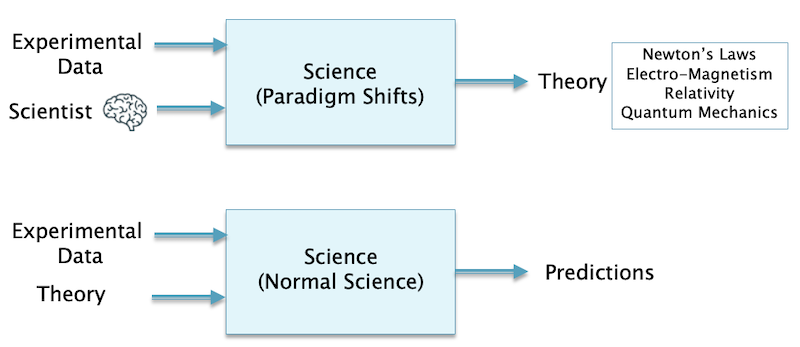 Experimental
Data
Scientist
Science
(Paradigm Shifts)
Theory
Newton's Laws
Electro-Magnetism
Relativity
Quantum Mechanics
Experimental
Data
Theory
Science
(Normal Science)
Predictions